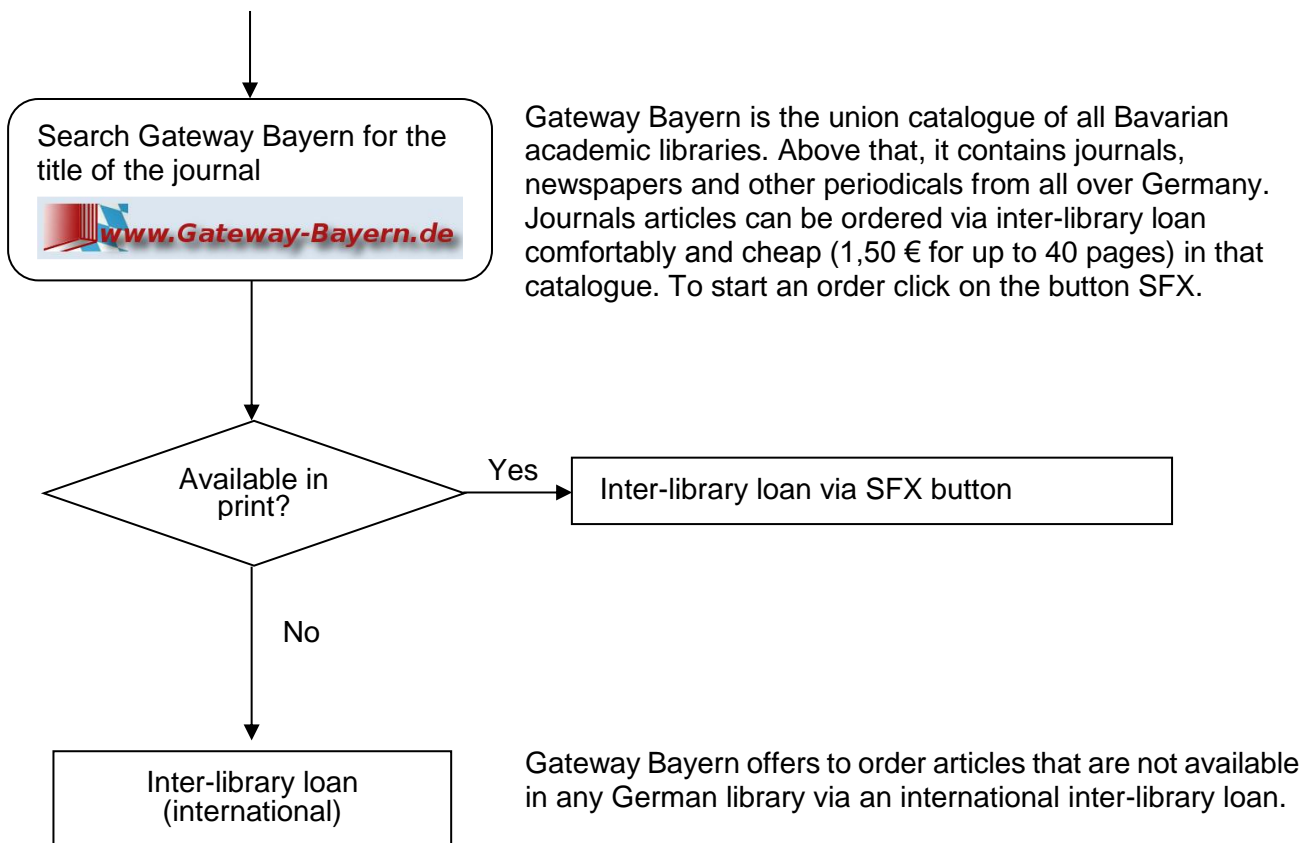 Search Gateway Bayern for the
title of the journal
www.Gateway-Bayern.de
Gateway Bayern is the union catalogue of all Bavarian
academic libraries. Above that, it contains journals,
newspapers and other periodicals from all over Germany.
Journals articles can be ordered via inter-library loan
comfortably and cheap (1,50 € for up to 40 pages) in that
catalogue. To start an order click on the button SFX.
Available in
print?
Yes
Inter-library loan via SFX button
No
Inter-library loan
(international)
Gateway Bayern offers to order articles that are not available
in any German library via an international inter-library loan.